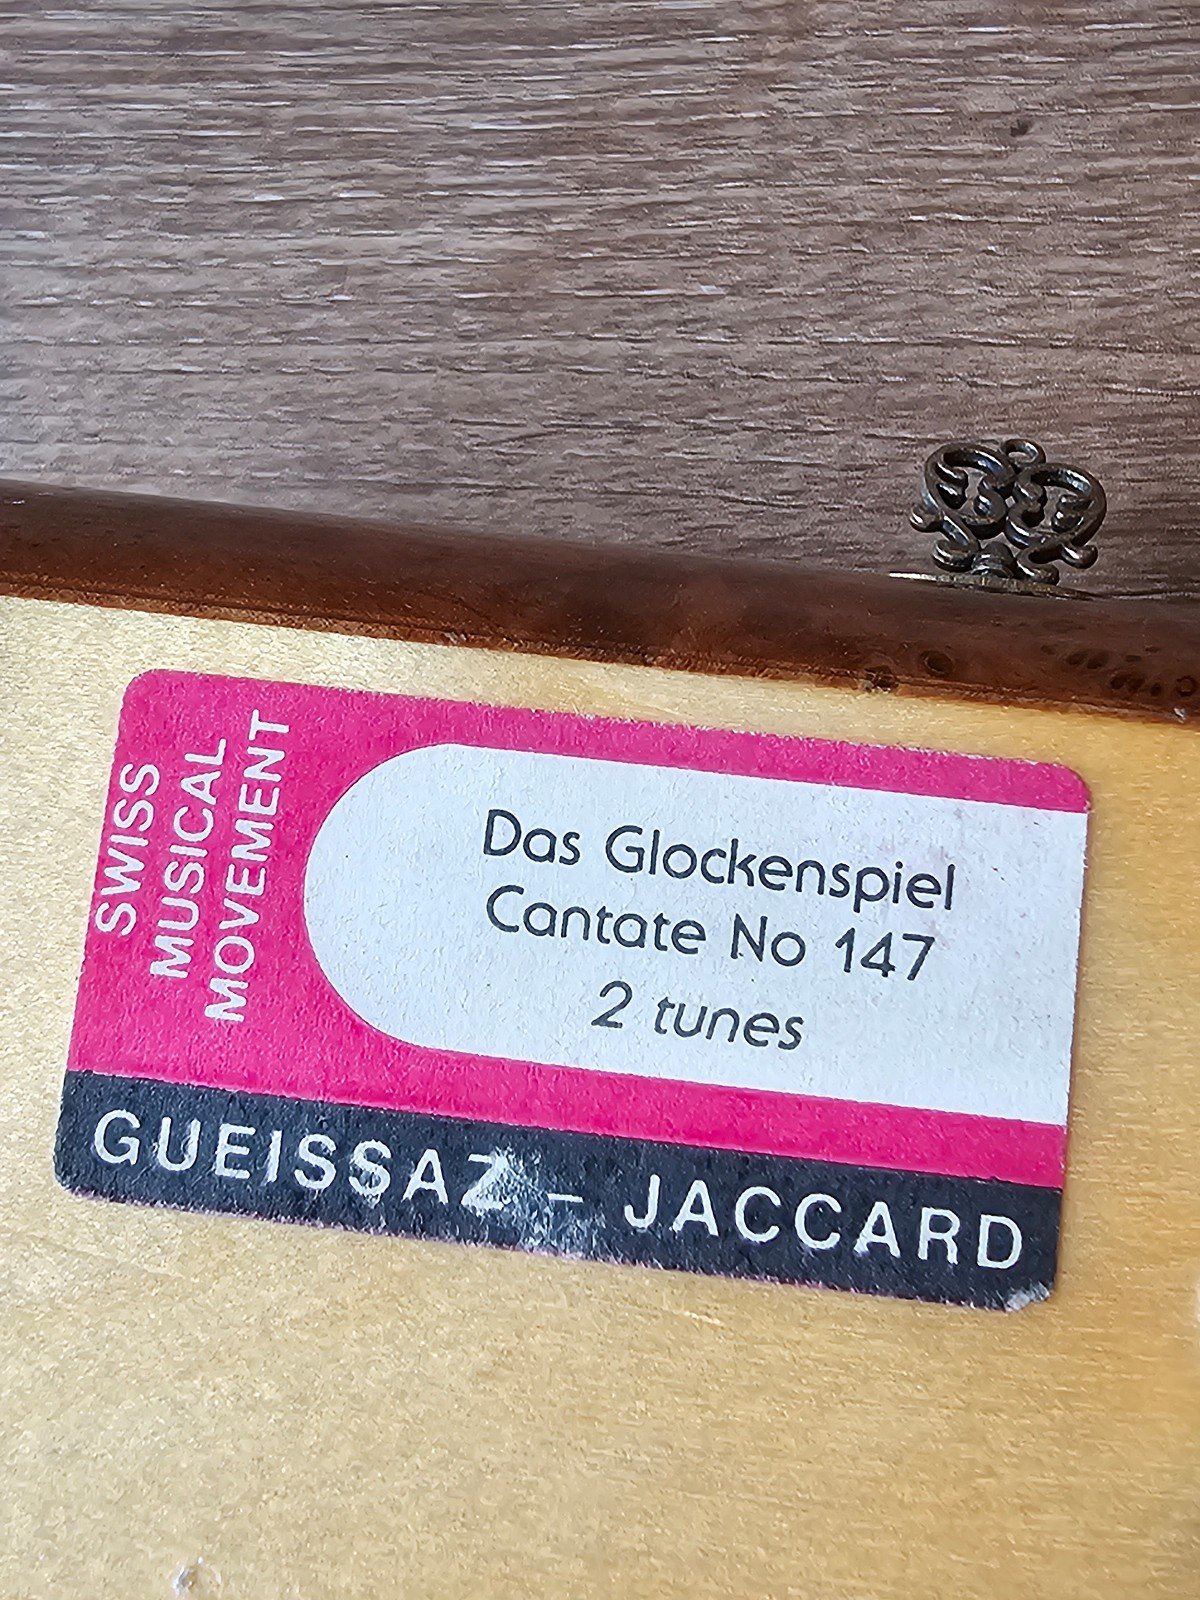 SWISS
MUSICAL
MOVEMENT
Das Glockenspiel
Cantate No 147
2 tunes
GUEISSAZ - JACCARD